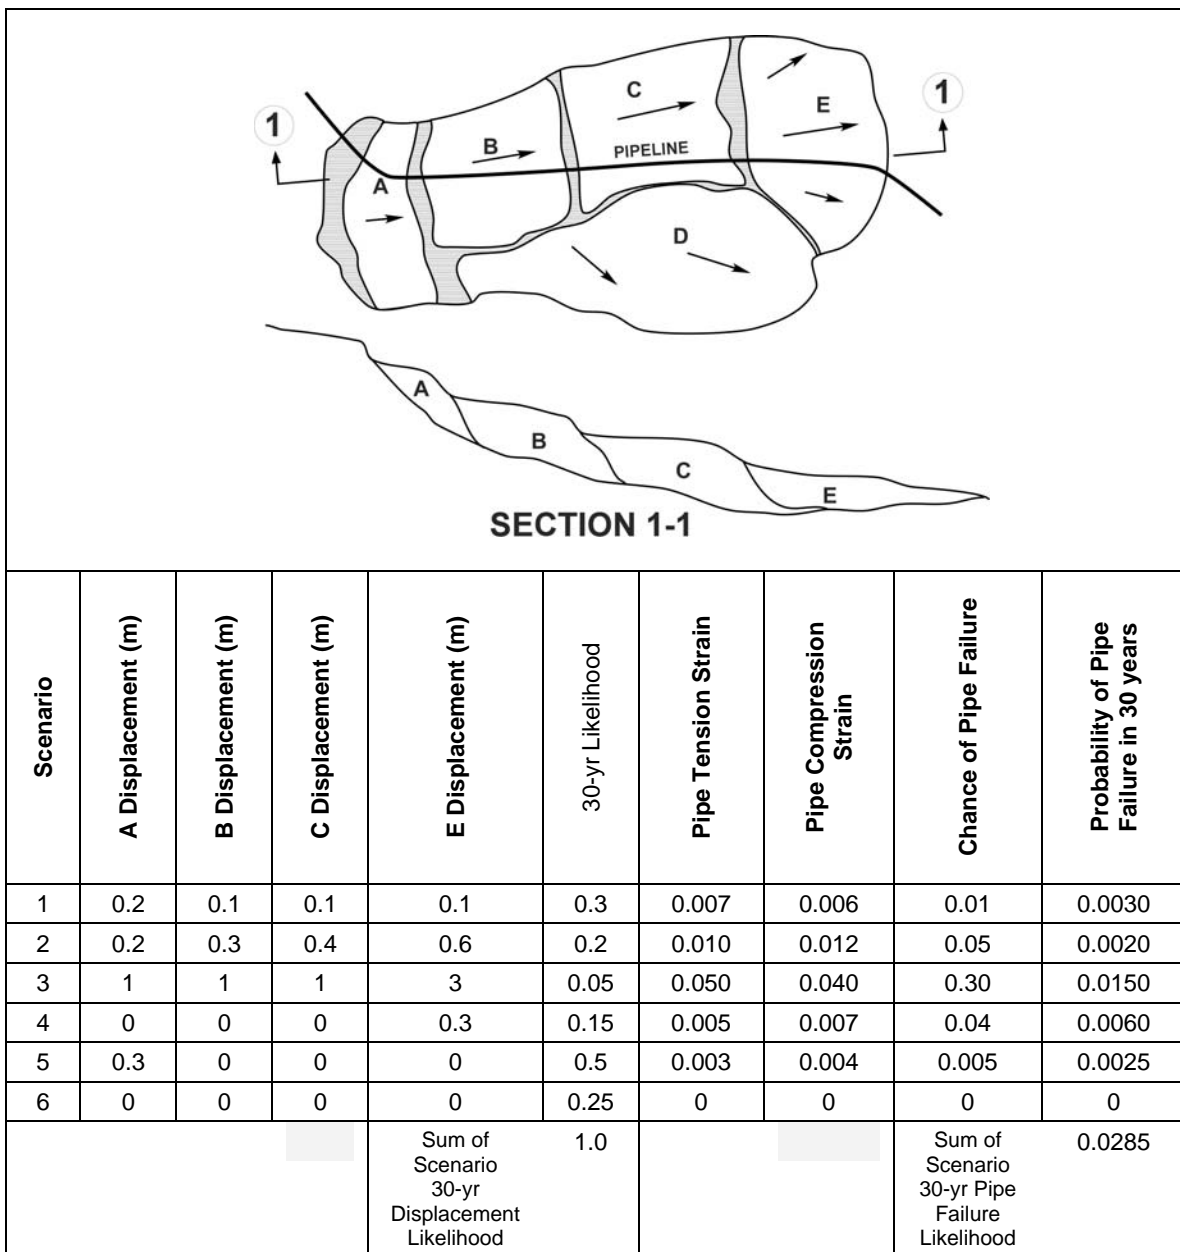 C
E
1
1
B
PIPELINE
A
D
A
B
C
E
SECTION 1-1
Scenario
A Displacement (m)
B Displacement (m)
C Displacement (m)
E Displacement (m)
30-yr Likelihood
Pipe Tension Strain
Pipe Compression
Strain
Chance of Pipe Failure
Probability of Pipe
Failure in 30 years
1 0.2 0.1 0.1 0.1 0.3 0.007 0.006 0.01 0.0030
2 0.2 0.3 0.4 0.6 0.2 0.010 0.012 0.05 0.0020
3 1 1 1 3 0.05 0.050 0.040 0.30 0.0150
4 0 0 0 0.3 0.15 0.005 0.007 0.04 0.0060
5 0.3 0 0 0 0.5 0.003 0.004 0.005 0.0025
6 0 0 0 0 0.25 0 0 0 0
Sum of
Scenario
30-yr
Displacement
Likelihood
1.0
Sum of
Scenario
30-yr Pipe
Failure
Likelihood
0.0285